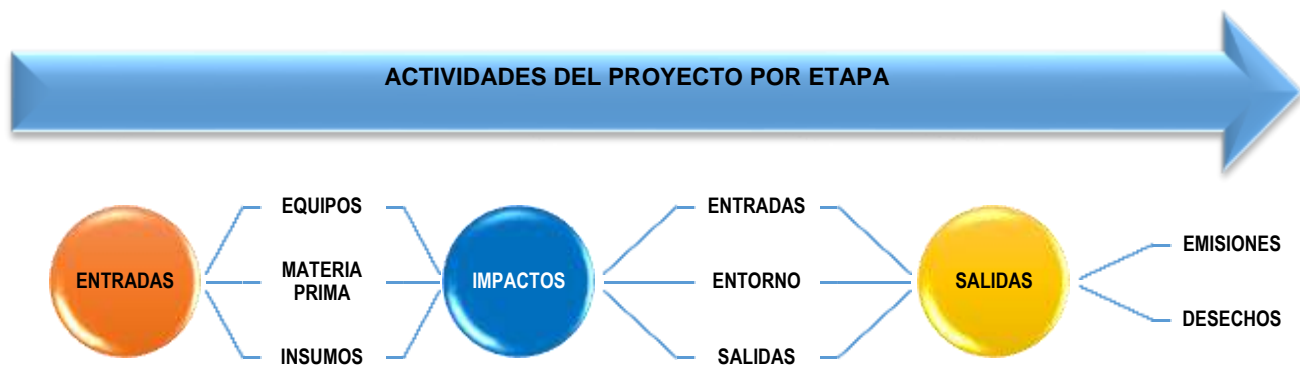 ACTIVIDADES DEL PROYECTO POR ETAPA
ENTRADAS
EQUIPOS
MATERIA
PRIMA
INSUMOS
IMPACTOS
ENTRADAS
ENTORNO
SALIDAS
SALIDAS
EMISIONES
DESECHOS